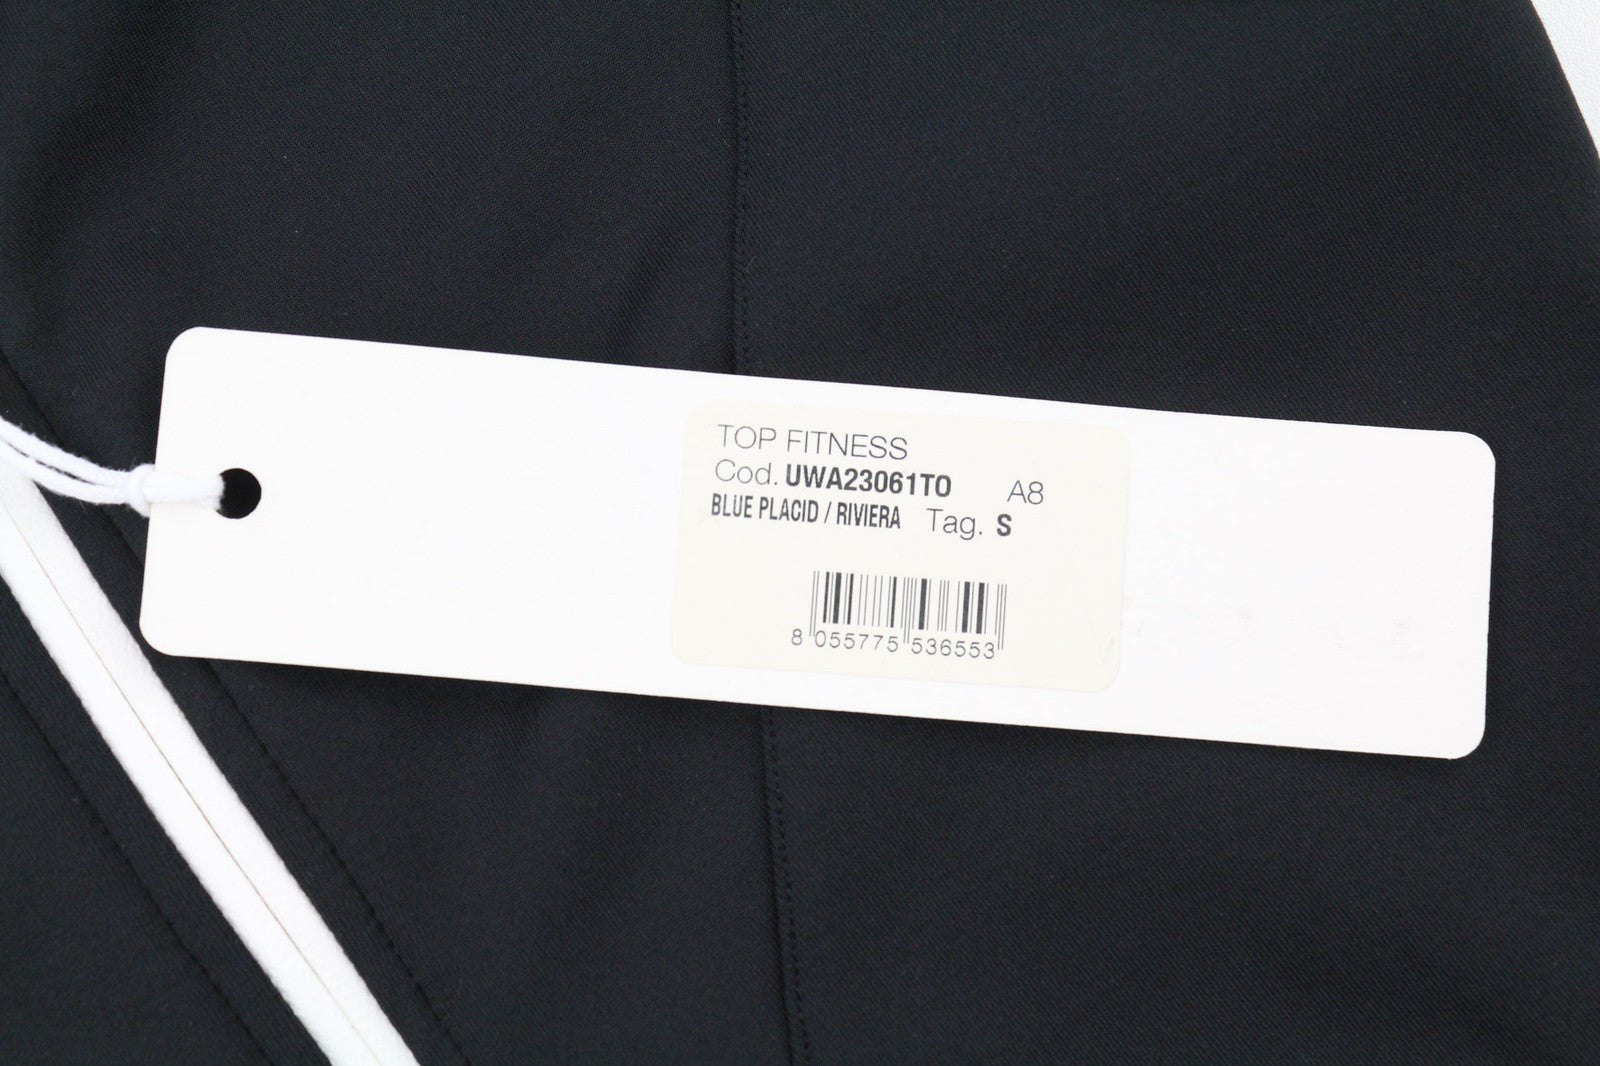 TOP FITNESS
Cod. UWA23061TO A8
BLUE PLACID / RIVIERA Tag. S
8 055775 536553